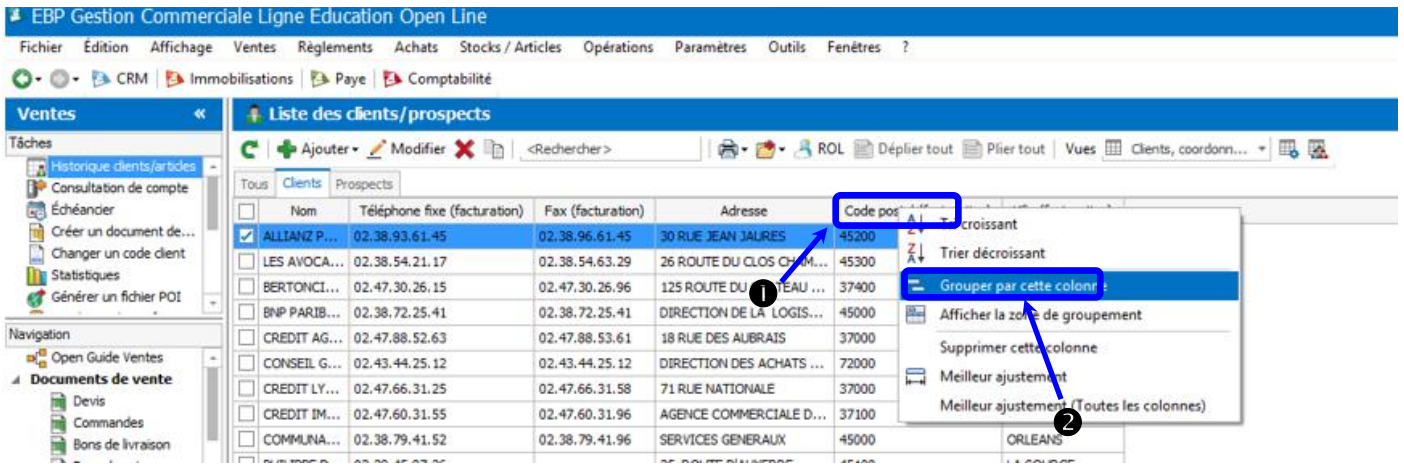 EBP Gestion Commerciale Ligne Education Open Line
Fichier Édition Affichage Ventes Règlements Achats Stocks / Articles Opérations Paramètres Outils Fenêtres ?
CRM Immobilisations Paye Comptabilité
Ventes «
Tâches
Historique clients/articles
Consultation de compte
Échéancier
Créer un document de...
Changer un code client
Statistiques
Générer un fichier POI
Navigation
Open Guide Ventes
Documents de vente
Devis
Commandes
Bons de livraison
Liste des clients/prospects
Ajouter Modifier <Rechercher> ROL Déplier tout Plier tout Vues Clients, coordonn...
Tous Clients Prospects
Nom Téléphone fixe (facturation) Fax (facturation) Adresse Code
ALLIANZ P... 02.38.93.61.45 02.38.96.61.45 30 RUE JEAN JAURES 45200
LES AVOCA... 02.38.54.21.17 02.38.54.63.29 26 ROUTE DU CLOS 45300
BERTONCI... 02.47.30.26.15 02.47.30.26.96 125 ROUTE DU 37400
BNP PARIB... 02.38.72.25.41 02.38.72.25.41 DIRECTION DE LA LOGIS... 45000
CREDIT AG... 02.47.88.52.63 02.47.88.53.61 18 RUE DES AUBRAIS 37000
CONSEIL G... 02.43.44.25.12 02.43.44.25.12 DIRECTION DES ACHATS ... 72000
CREDIT LY... 02.47.66.31.25 02.47.66.31.58 71 RUE NATIONALE 37000
CREDIT IM... 02.47.60.31.55 02.47.60.31.96 AGENCE COMMERCIALE D... 37100
COMMUNA... 02.38.79.41.52 02.38.79.41.96 SERVICES GENERAUX 45000 ORLEANS
croissant
Trier décroissant
Grouper par cette colonne
Afficher la zone de groupement
Supprimer cette colonne
Meilleur ajustement
Meilleur ajustement (Toutes les colonnes)
1
2